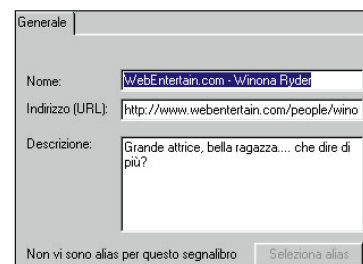 Generale
Nome: WebEntertain.com - Winona Ryder
Indirizzo (URL): http://www.webentertain.com/people/wino
Descrizione: Grande attrice, bella ragazza.... che dire di
più?
Non vi sono alias per questo segnalibro Seleziona alias